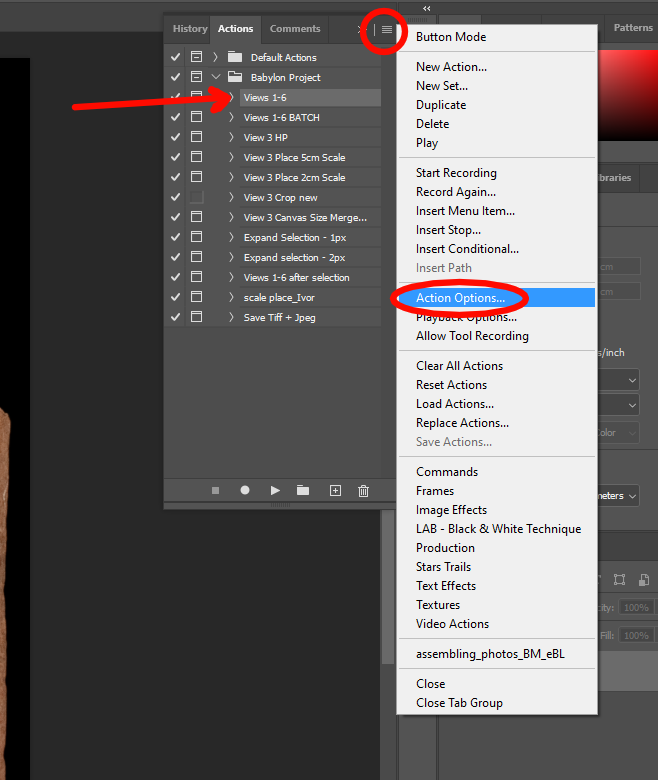 History
Actions
Comments
Default Actions
Babylon Project
Views 1-6
Views 1-6 BATCH
View 3 HP
View 3 Place 5cm Scale
View 3 Place 2cm Scale
View 3 Crop new
View 3 Canvas Size Merge...
Expand Selection - 1px
Expand selection - 2px
Views 1-6 after selection
scale place_Ivor
Save Tiff + Jpeg
Button Mode
New Action...
New Set...
Duplicate
Delete
Play
Start Recording
Record Again...
Insert Menu Item...
Insert Stop...
Insert Conditional...
Insert Path
Action Options...
Playback Options...
Allow Tool Recording
Clear All Actions
Reset Actions
Load Actions...
Replace Actions...
Save Actions...
Commands
Frames
Image Effects
LAB - Black & White Technique
Production
Stars Trails
Text Effects
Textures
Video Actions
assembling_photos_BM_eBL
Close
Close Tab Group
Patterns
ibraries
cm
cm
s/inch
Color
meters
city: 100%
Fill: 100%